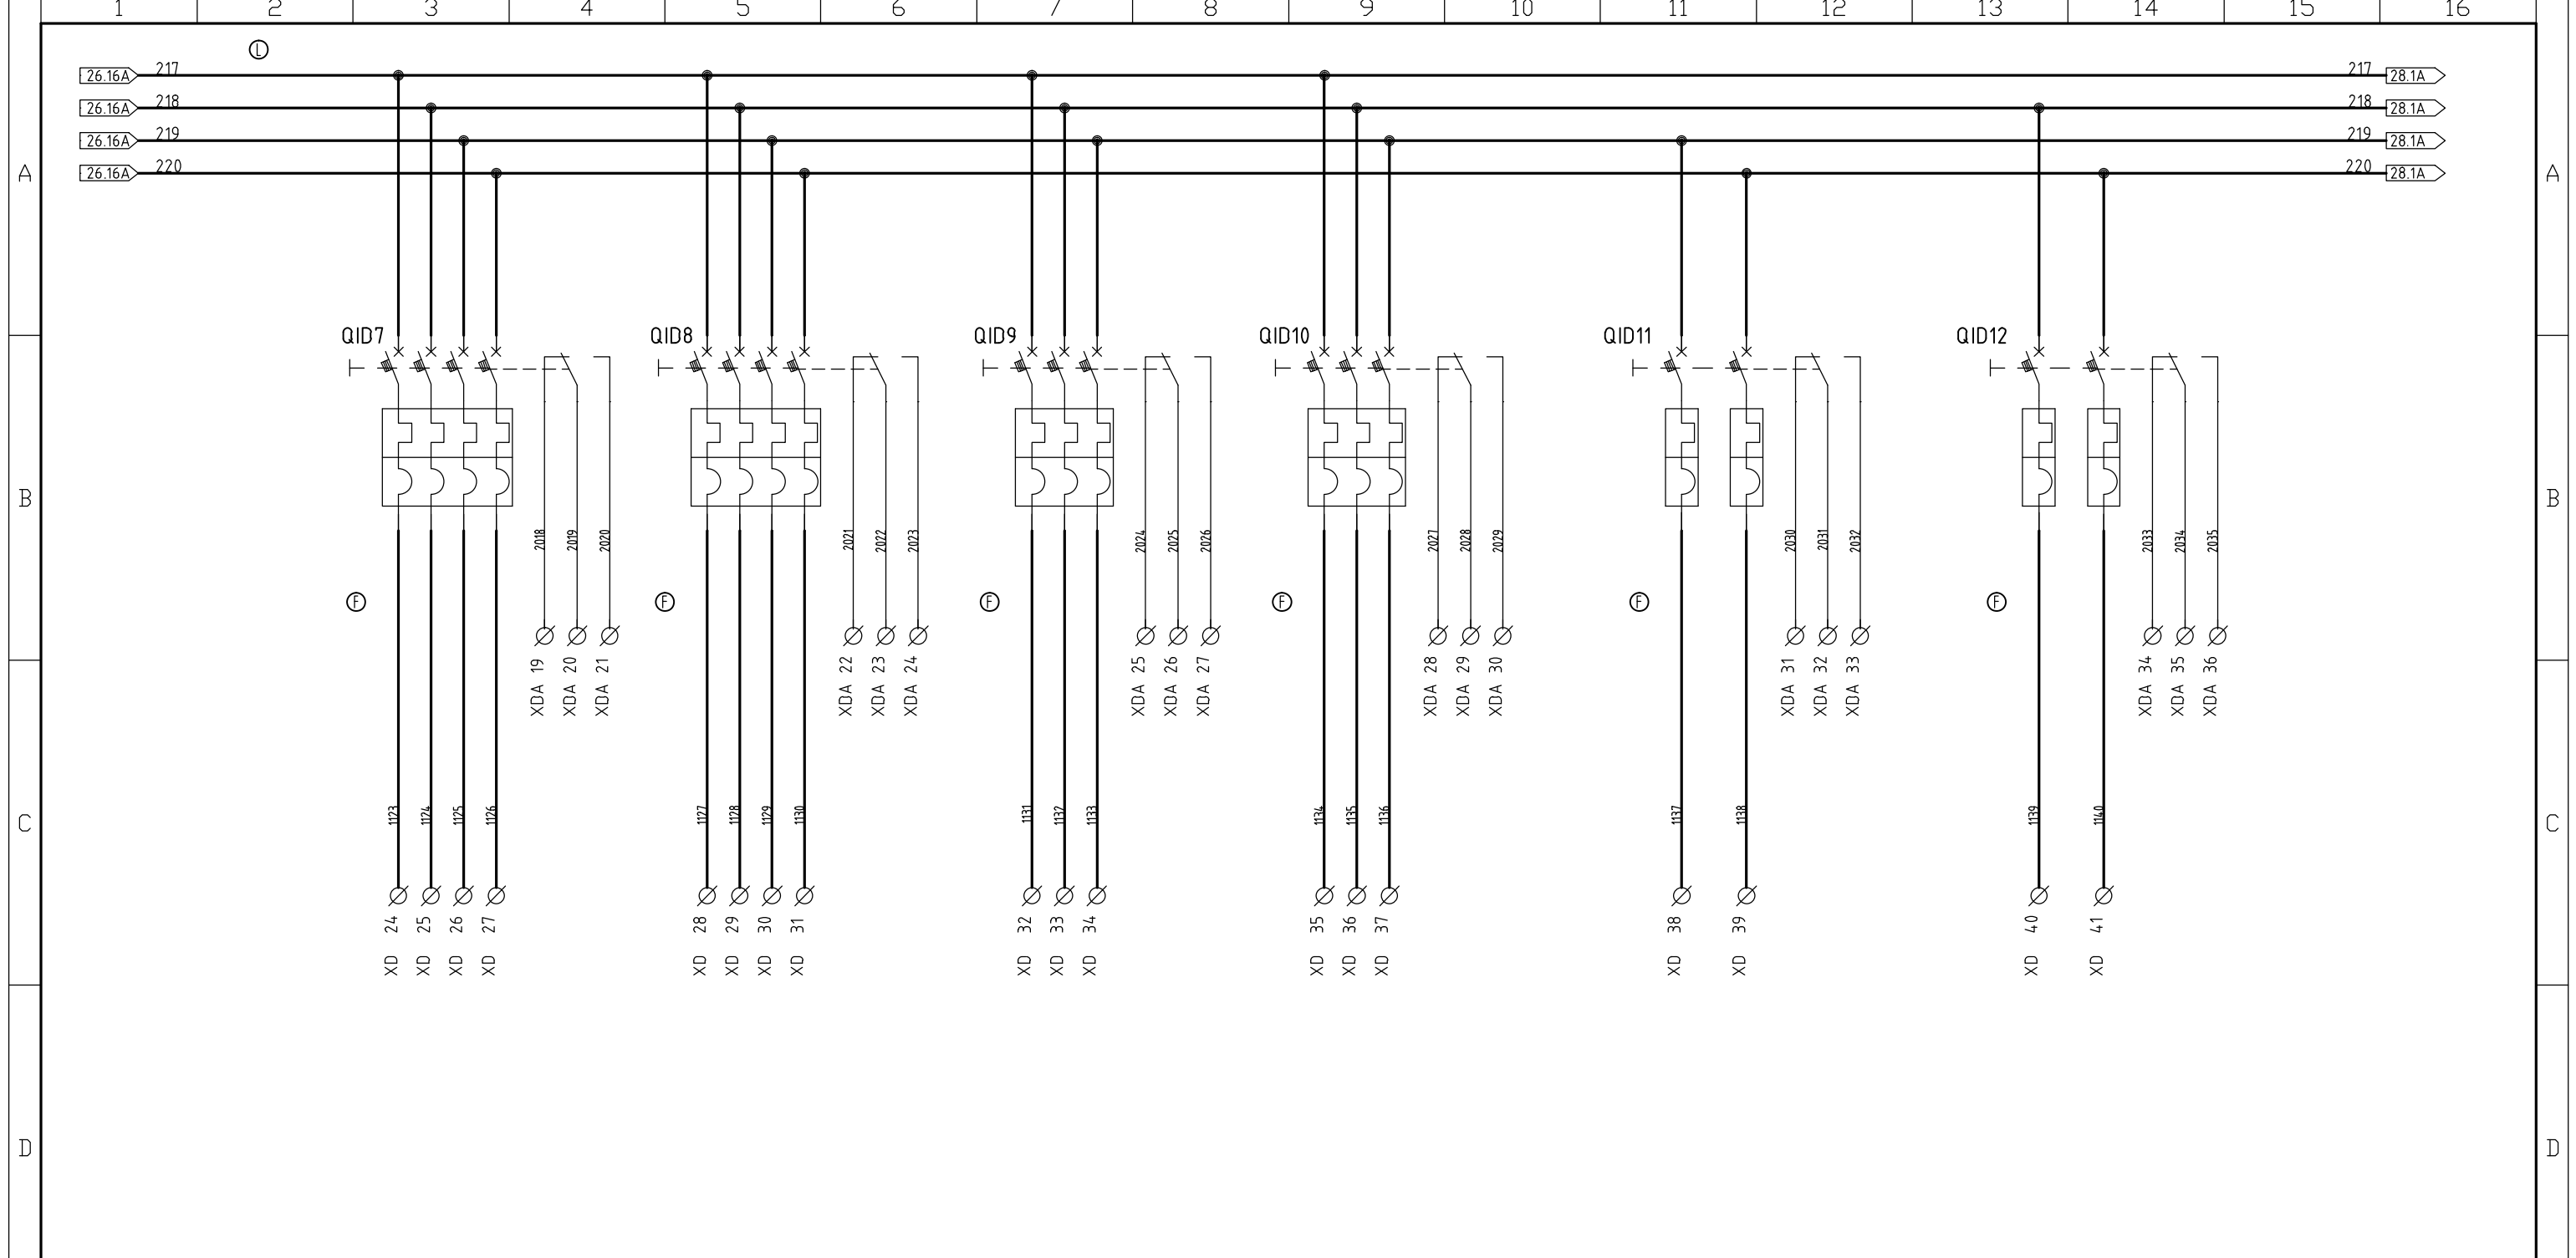 1 2 3 4 5 6 7 8 9 10 11 12 13 14 15 16
L
26.16A 217 217 28.1A
26.16A 218 218 28.1A
26.16A 219 219 28.1A
26.16A 220 220 28.1A
A A
QID7 QID8 QID9 QID10 QID11 QID12
B B
2018 2019 2020 2021 2022 2023 2024 2025 2026 2027 2028 2029 2030 2031 2032 2033 2034 2035
F F F F F F
XDA 19 XDA 20 XDA 21 XDA 22 XDA 23 XDA 24 XDA 25 XDA 26 XDA 27 XDA 28 XDA 29 XDA 30 XDA 31 XDA 32 XDA 33 XDA 34 XDA 35 XDA 36
C C
1123 1124 1125 1126 1127 1128 1129 1130 1131 1132 1133 1134 1135 1136 1137 1138 1139 1140
XD 24 XD 25 XD 26 XD 27 XD 28 XD 29 XD 30 XD 31 XD 32 XD 33 XD 34 XD 35 XD 36 XD 37 XD 38 XD 39 XD 40 XD 41
D D